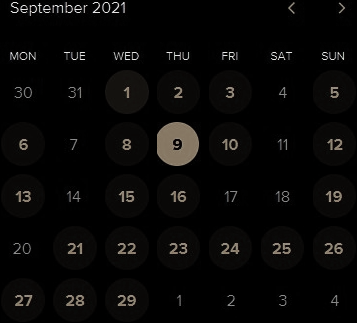 September 2021
MON TUE WED THU FRI SAT SUN
30 31 1 2 3 4 5
6 7 8 9 10 11 12
13 14 15 16 17 18 19
20 21 22 23 24 25 26
27 28 29 1 2 3 4